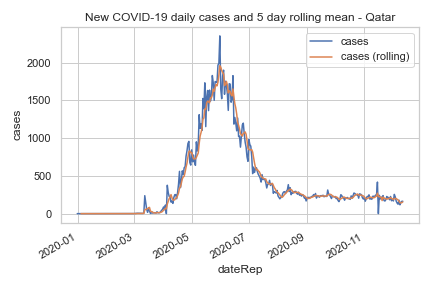 New COVID-19 daily cases and 5 day rolling mean - Qatar
cases
cases (rolling)
cases
2000
1500
1000
500
0
2020-01
2020-03
2020-05
2020-07
2020-09
2020-11
dateRep